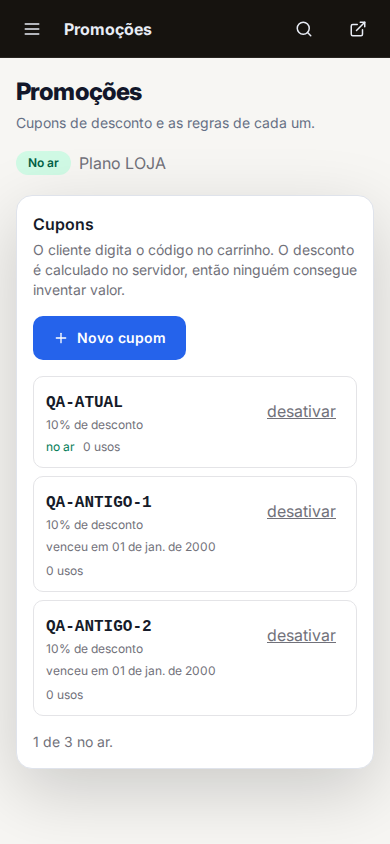 Promoções
Promoções
Cupons de desconto e as regras de cada um.
No ar Plano LOJA
Cupons
O cliente digita o código no carrinho. O desconto
é calculado no servidor, então ninguém consegue
inventar valor.
+ Novo cupom
QA-ATUAL
desativar
10% de desconto
no ar 0 usos
QA-ANTIGO-1
desativar
10% de desconto
venceu em 01 de jan. de 2000
0 usos
QA-ANTIGO-2
desativar
10% de desconto
venceu em 01 de jan. de 2000
0 usos
1 de 3 no ar.